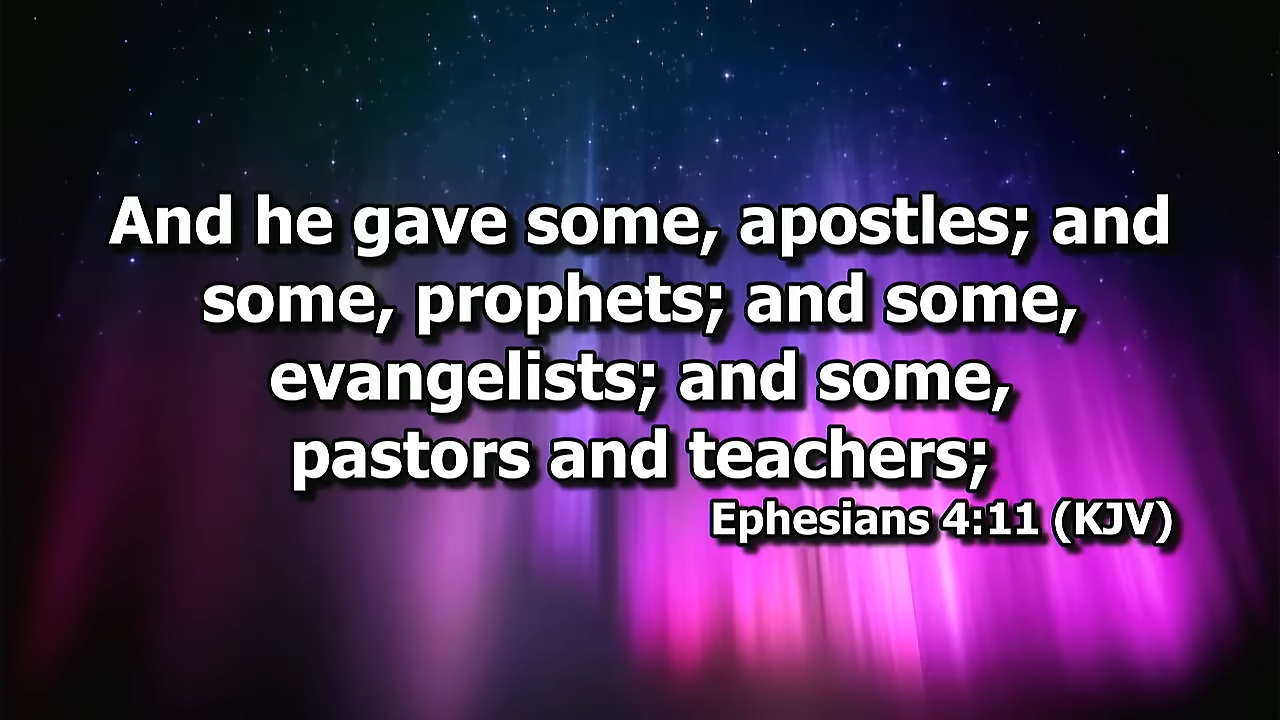 And he gave some, apostles; and
some, prophets; and some,
evangelists; and some,
pastors and teachers;
Ephesians 4:11 (KJV)